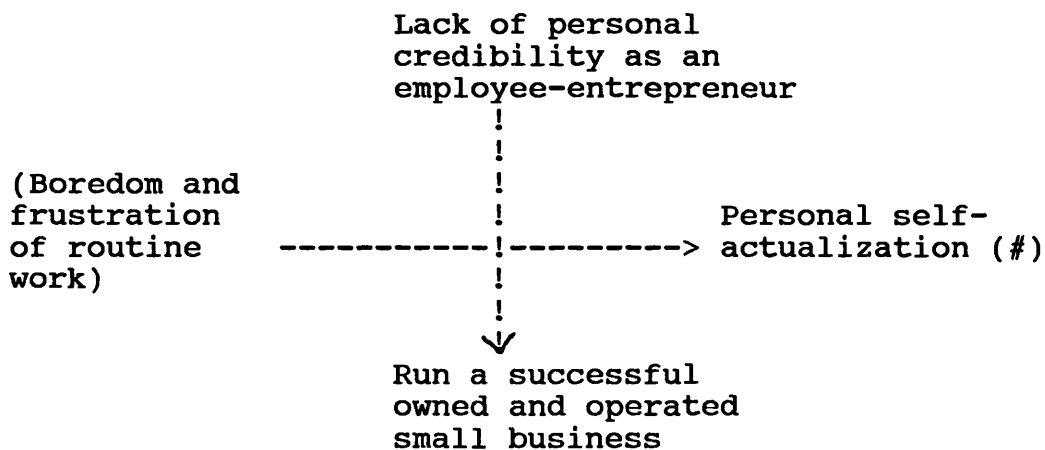 Lack of personal
credibility as an
employee-entrepreneur
(Boredom and
frustration
of routine
work)
Personal self-
actualization (#)
Run a successful
owned and operated
small business